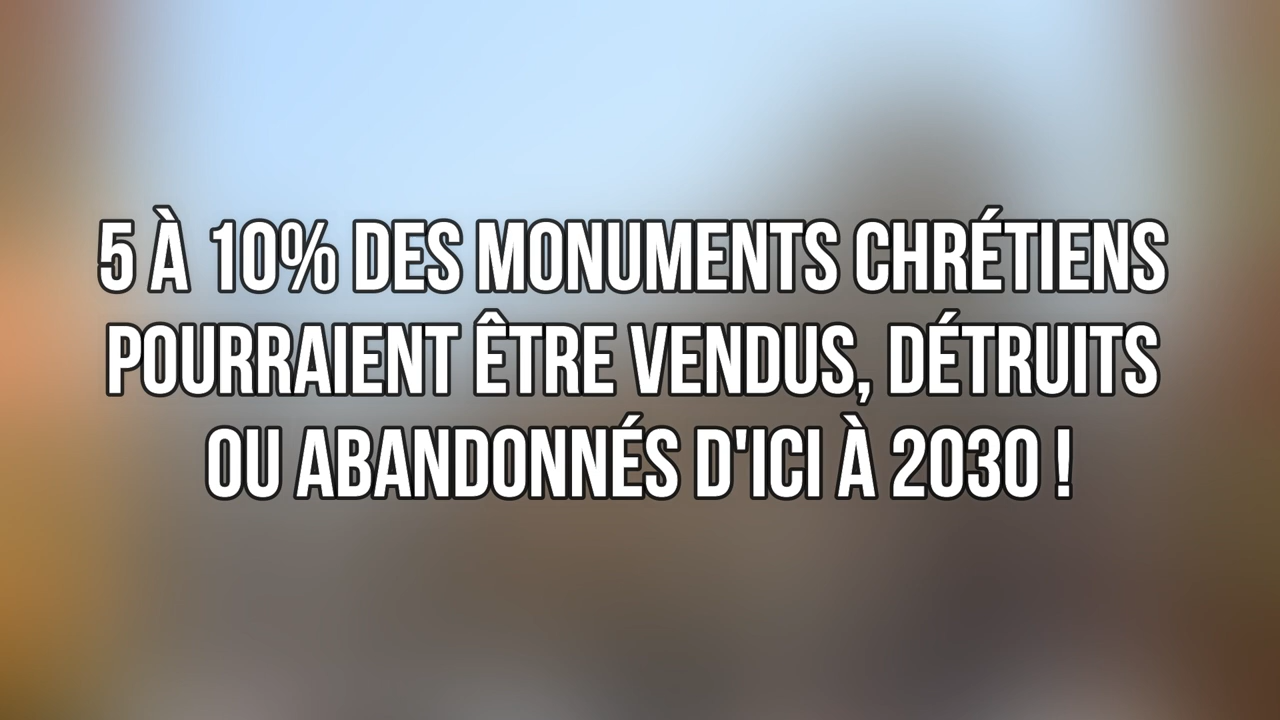 5 À 10% DES MONUMENTS CHRÉTIENS
POURRAIENT ÊTRE VENDUS, DÉTRUITS
OU ABANDONNÉS D'ICI À 2030 !